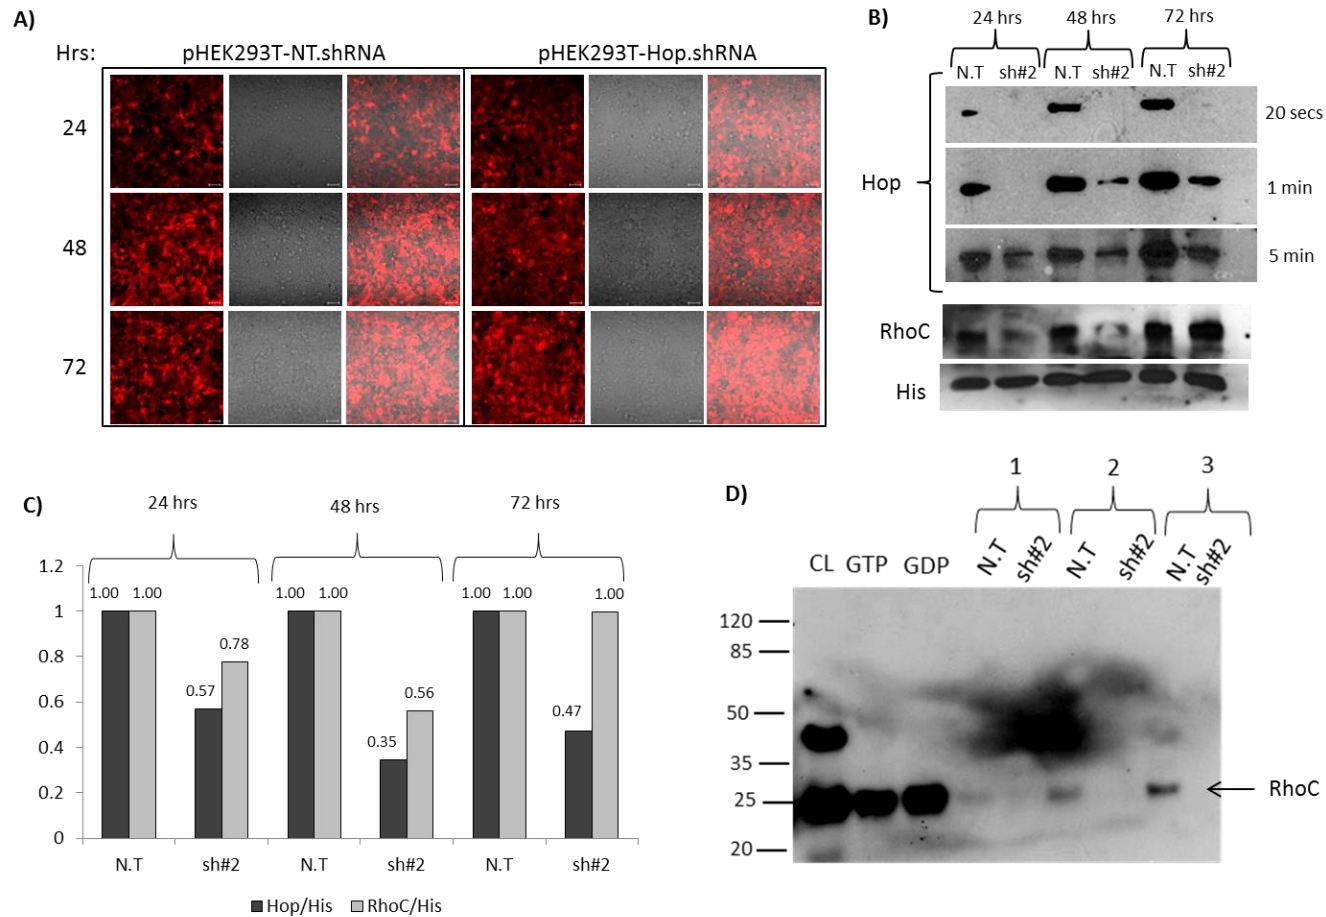 A)
Hrs: pHEK293T-NT.shRNA pHEK293T-Hop.shRNA
24
48
72
B)
24 hrs 48 hrs 72 hrs
N.T sh#2 N.T sh#2 N.T sh#2
20 secs
Hop 1 min
5 min
RhoC
His
C)
24 hrs 48 hrs 72 hrs
1.2
1
0.8
0.6
0.4
0.2
0
1.00 1.00 1.00 1.00 1.00 1.00 1.00
0.78
0.57
0.56
0.35
0.47
N.T sh#2 N.T sh#2 N.T sh#2
Hop/His RhoC/His
D)
1 2 3
CL GTP GDP N.T sh#2 N.T sh#2 N.T sh#2
120
85
50
35
25
20
RhoC